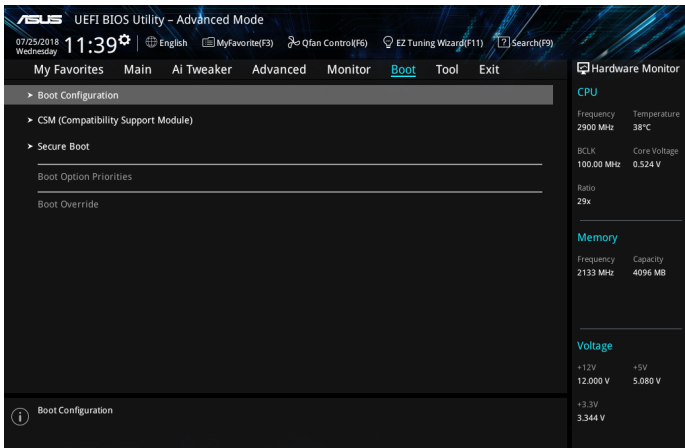 ASUS UEFI BIOS Utility – Advanced Mode
07/25/2018 Wednesday 11:39 English MyFavorite(F3) Qfan Control(F6) EZ Tuning Wizard(F11) ? Search(F9)
My Favorites Main Ai Tweaker Advanced Monitor Boot Tool Exit
> Boot Configuration
> CSM (Compatibility Support Module)
> Secure Boot
Boot Option Priorities
Boot Override
i Boot Configuration
Hardware Monitor
CPU
Frequency Temperature
2900 MHz 38°C
BCLK Core Voltage
100.00 MHz 0.524 V
Ratio
29x
Memory
Frequency Capacity
2133 MHz 4096 MB
Voltage
+12V +5V
12.000 V 5.080 V
+3.3V
3.344 V